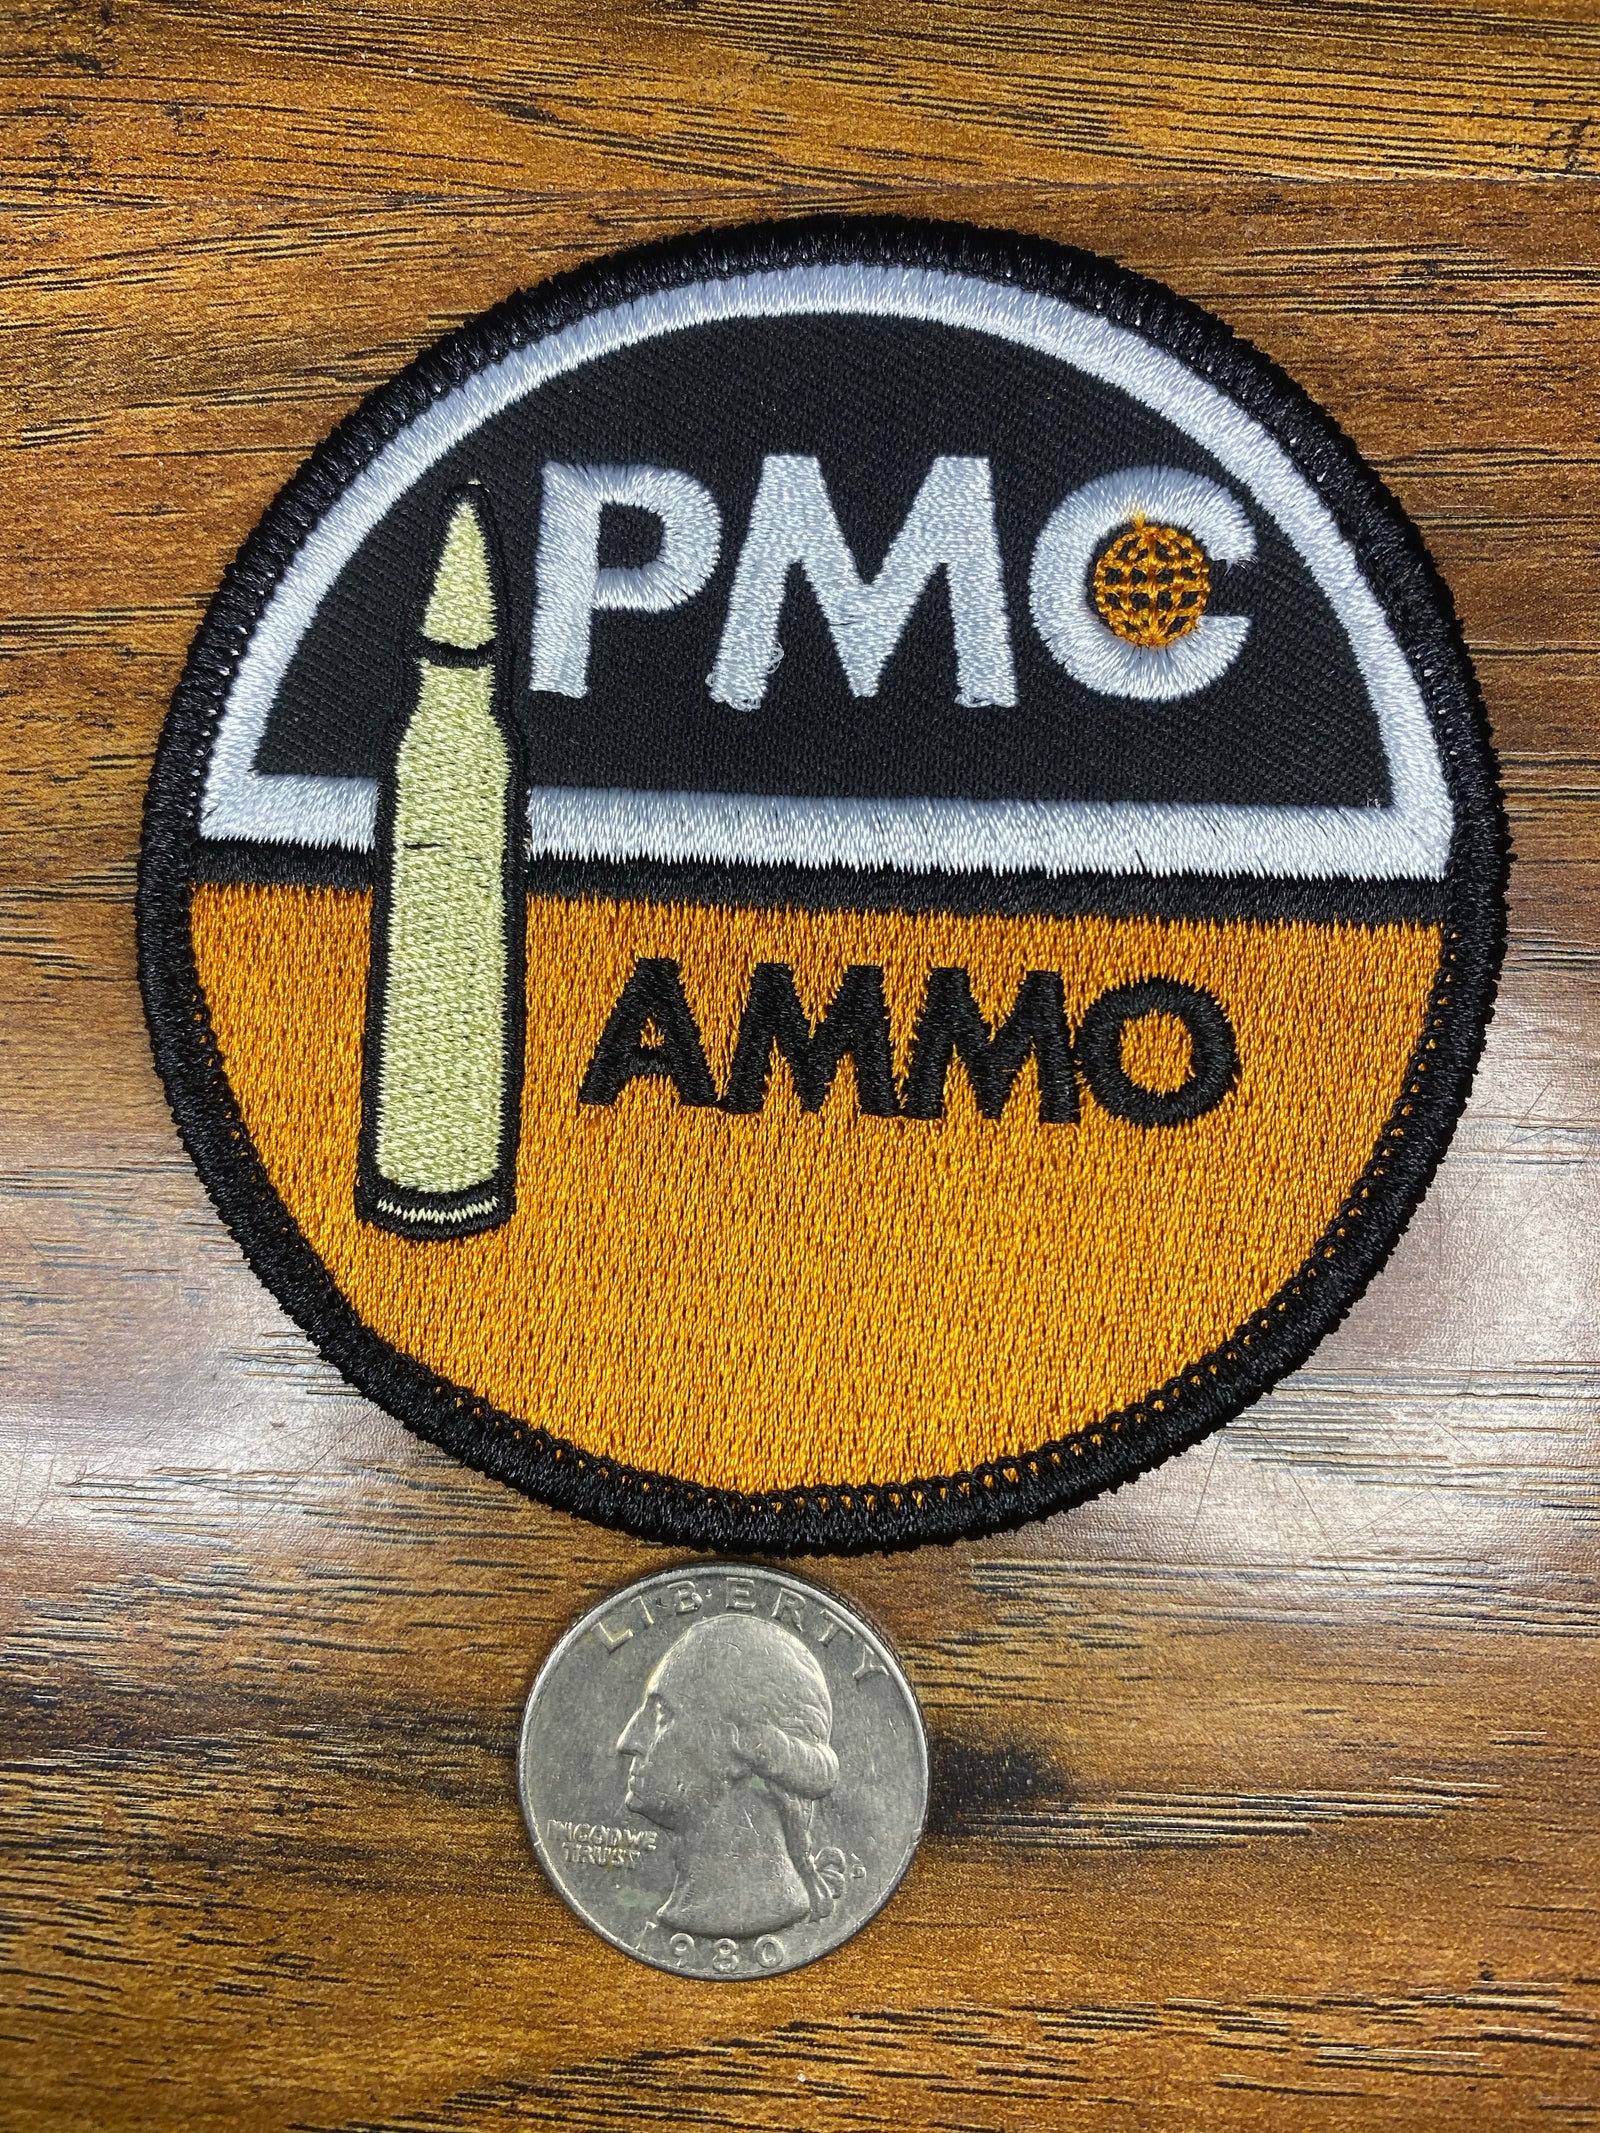 PMC
AMMO
LIBERTY
IN GOD WE
TRUST
D
1980